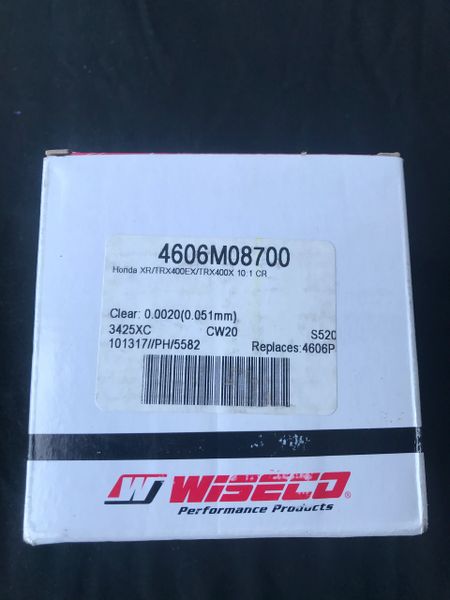 4606M08700
Honda XR/TRX400EX/TRX400X 10:1 CR
Clear: 0.0020(0.051mm)
3425XC CW20 S520
101317//PH/5582 Replaces:4606P
W WISECO®
Performance Products